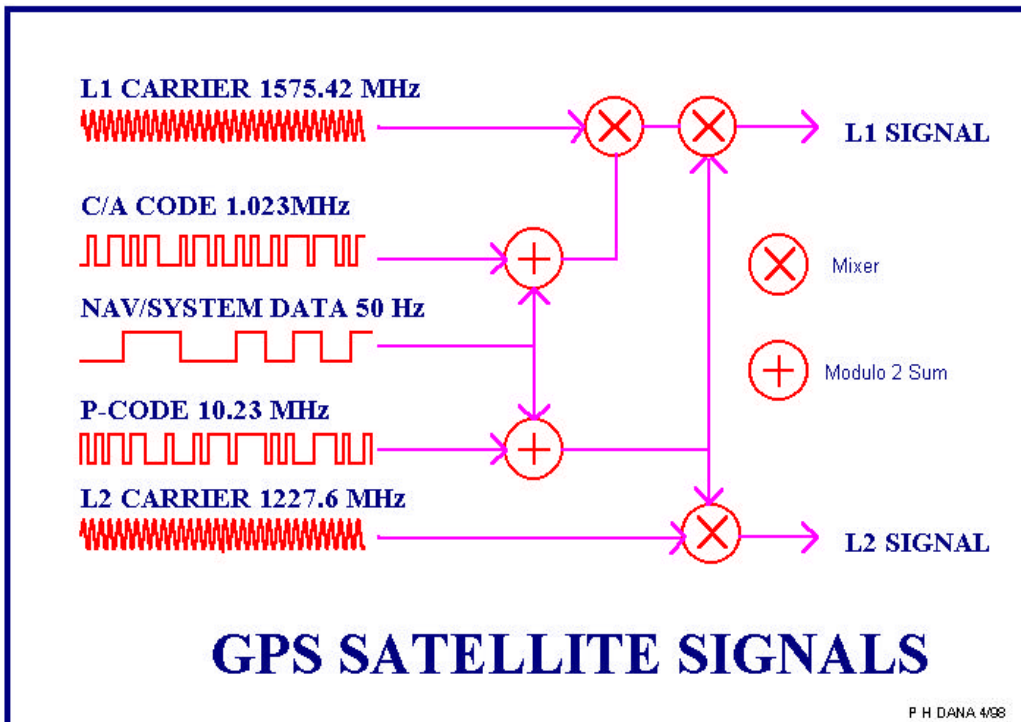 L1 CARRIER 1575.42 MHz
L1 SIGNAL
C/A CODE 1.023MHz
Mixer
NAV/SYSTEM DATA 50 Hz
Modulo 2 Sum
P-CODE 10.23 MHz
L2 CARRIER 1227.6 MHz
L2 SIGNAL
GPS SATELLITE SIGNALS
P H DANA 4/98